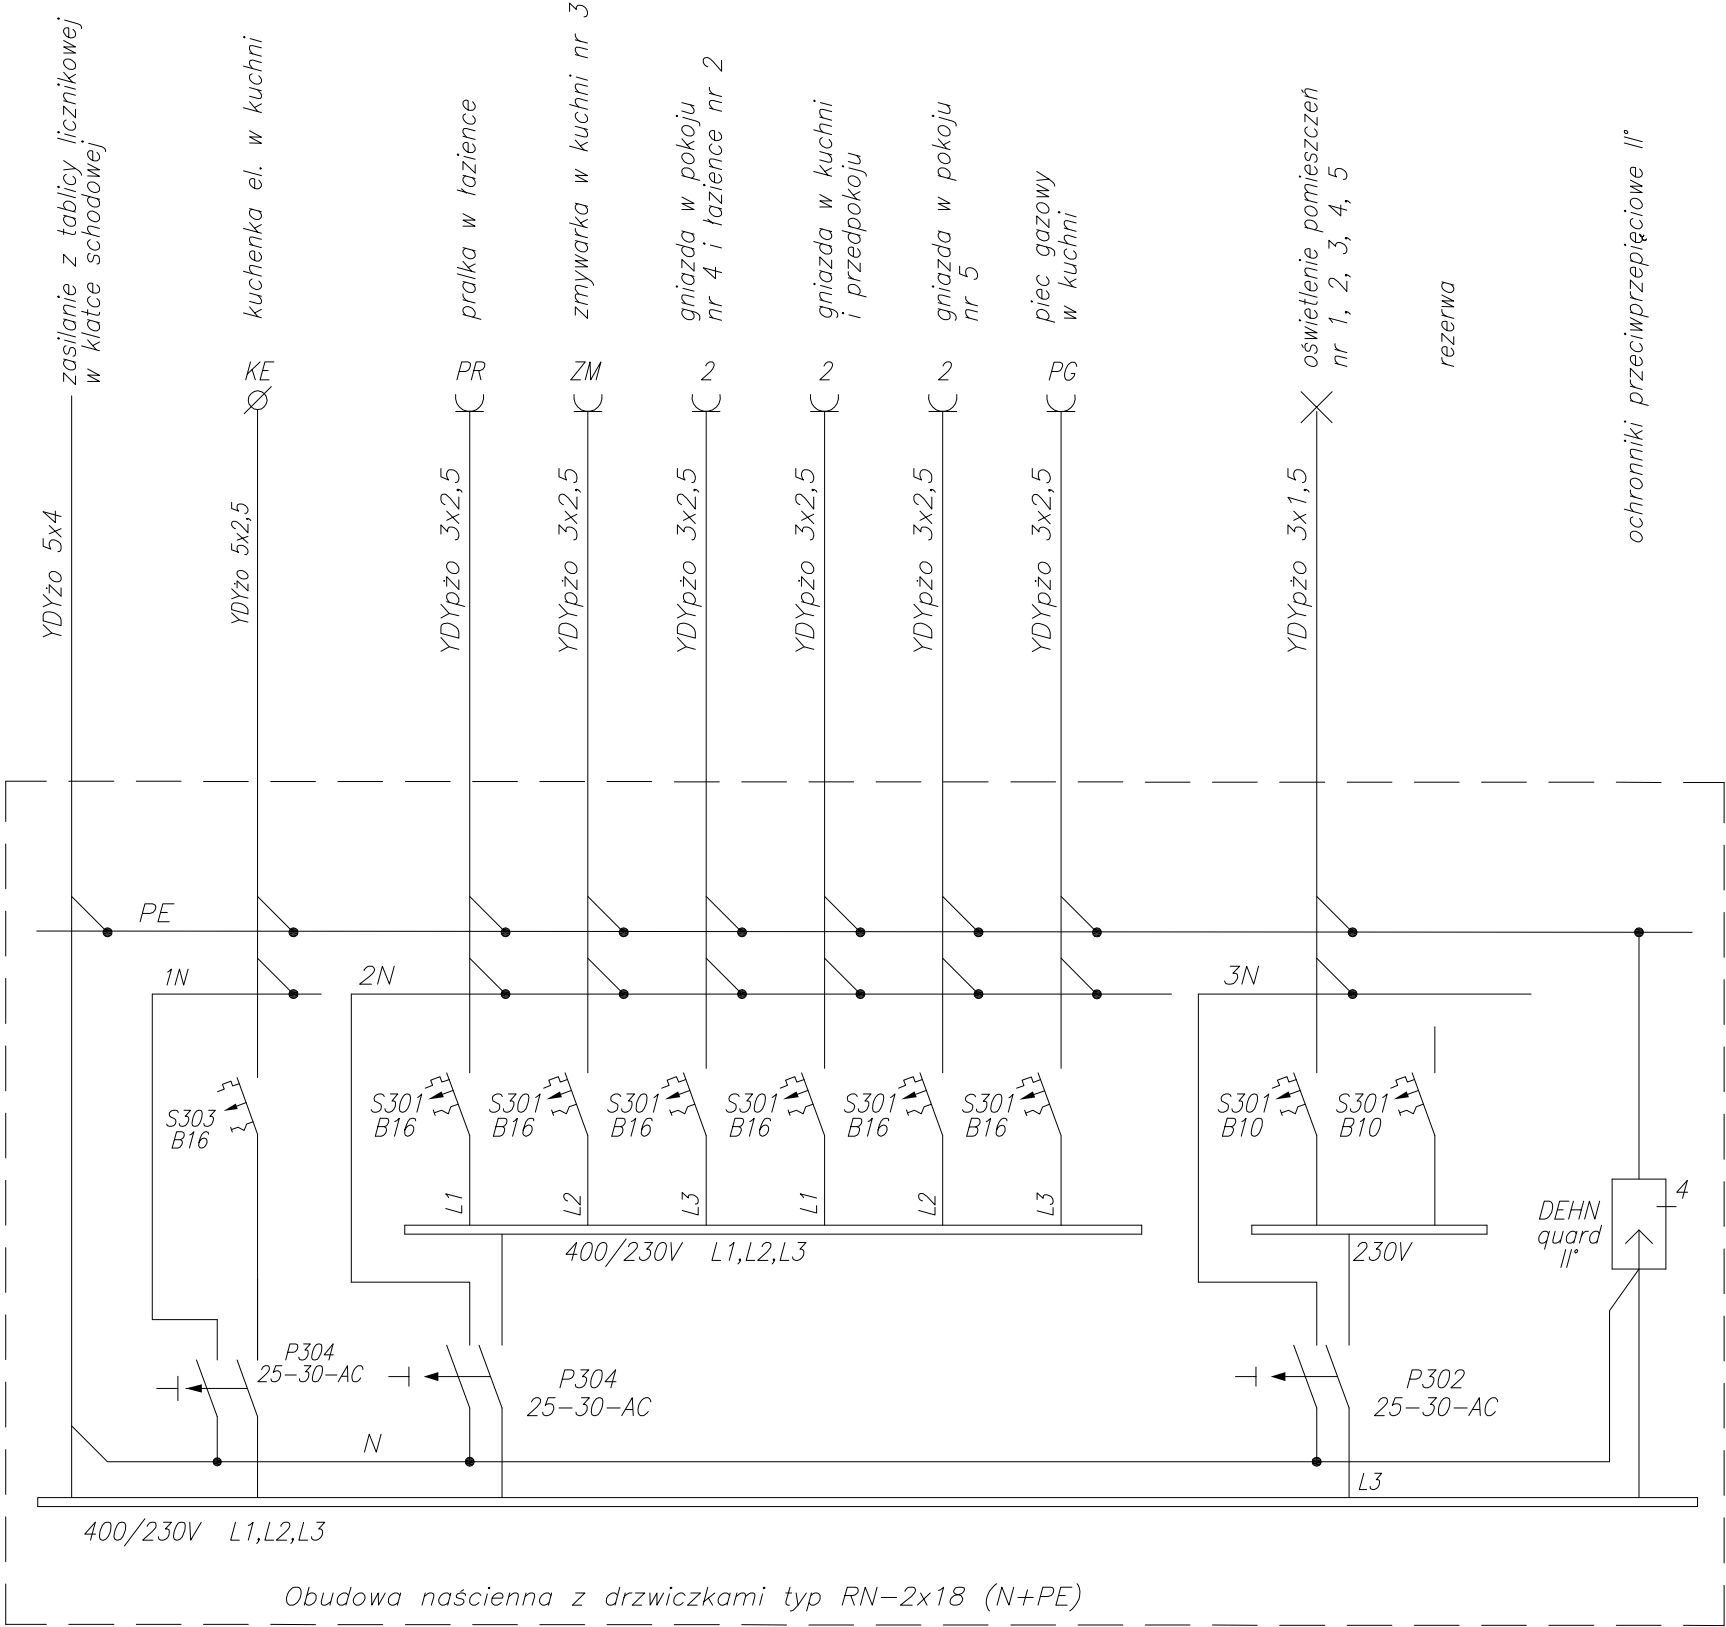 zasilanie z tablicy licznikowej
w klatce schodowej
kuchenka el. w kuchni
pralka w łazience
zmywarka w kuchni nr 3
gniazda w pokoju
nr 4 i łazience nr 2
gniazda w kuchni
i przedpokoju
gniazda w pokoju
nr 5
piec gazowy
w kuchni
oświetlenie pomieszczeń
nr 1, 2, 3, 4, 5
rezerwa
ochronniki przeciwprzepięciowe II°
KE
PR
ZM
2
2
2
PG
YDYżo 5x4
YDYżo 5x2,5
YDYpżo 3x2,5
YDYpżo 3x2,5
YDYpżo 3x2,5
YDYpżo 3x2,5
YDYpżo 3x2,5
YDYpżo 3x2,5
YDYpżo 3x1,5
PE
1N
2N
3N
S303
B16
S301
B16
S301
B16
S301
B16
S301
B16
S301
B16
S301
B16
S301
B10
S301
B10
L1
L2
L3
L1
L2
L3
4
DEHN
quard
II°
400/230V L1,L2,L3
230V
P304
25-30-AC
P304
25-30-AC
P302
25-30-AC
N
L3
400/230V L1,L2,L3
Obudowa naścienna z drzwiczkami typ RN-2x18 (N+PE)